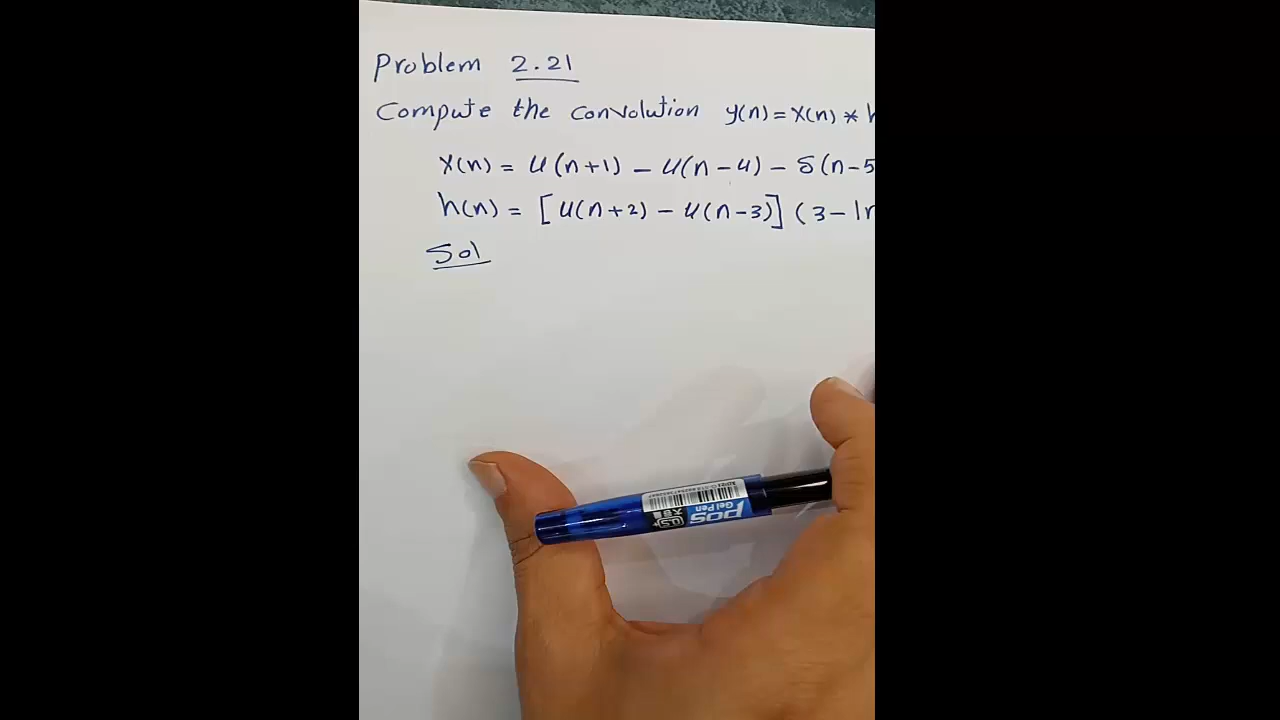 Problem 2.21
Compute the convolution y(n) = x(n) *
x(n) = u(n+1) - u(n-4) - δ(n-5
h(n) = [u(n+2) - u(n-3)] (3-|n
Sol
pos
Gel Pen